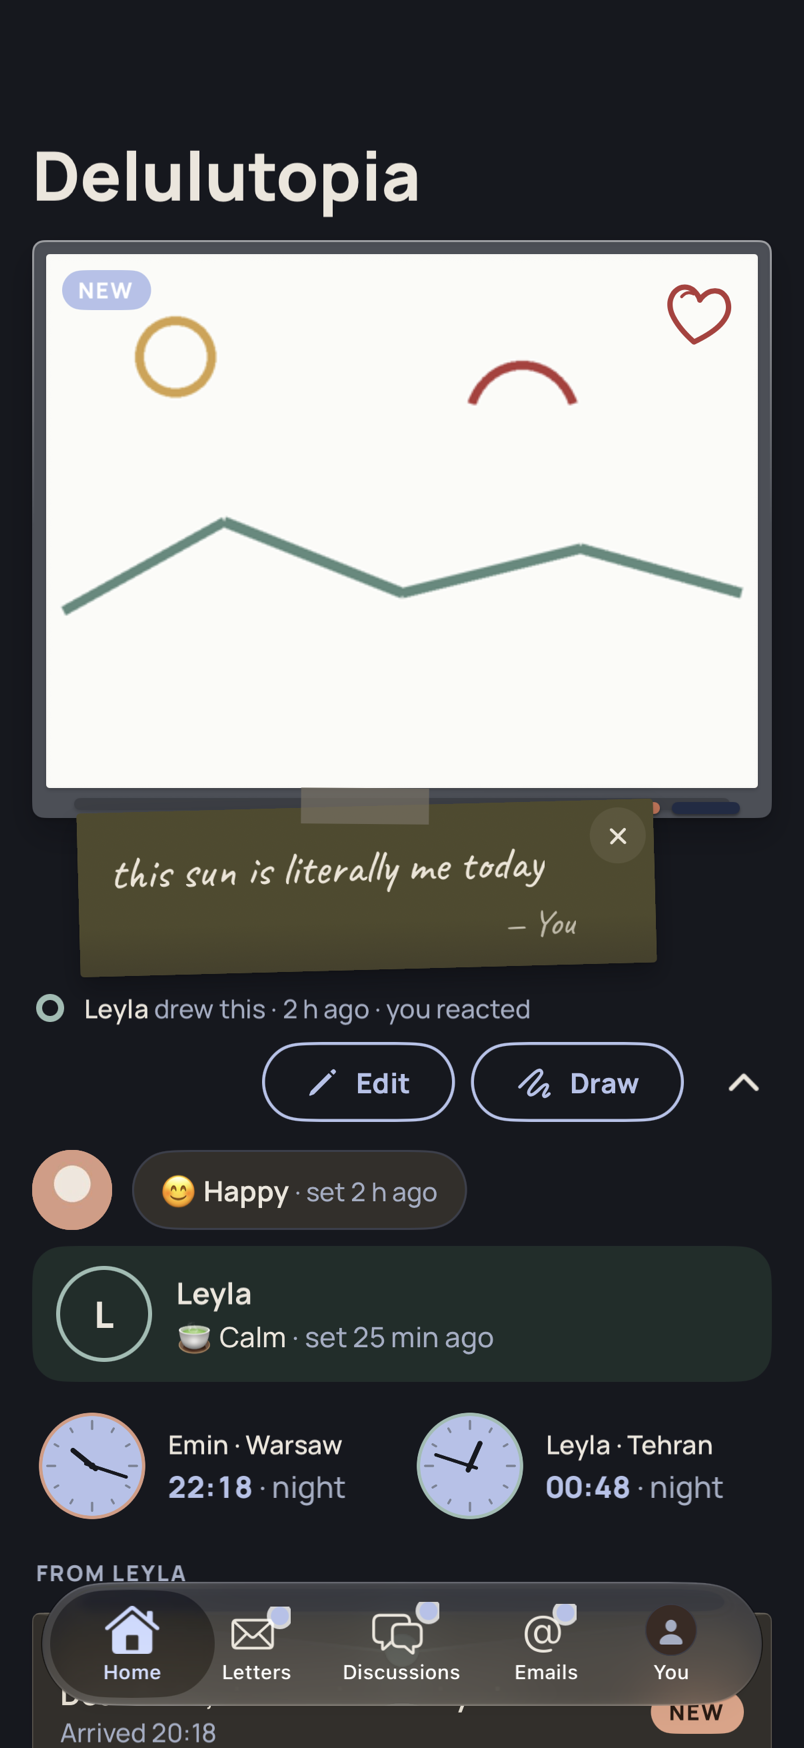 Delulutopia
NEW
this sun is literally me today
– You
Leyla drew this · 2 h ago · you reacted
Edit
Draw
😊 Happy · set 2 h ago
L
Leyla
🍵 Calm · set 25 min ago
Emin · Warsaw
22:18 · night
Leyla · Tehran
00:48 · night
FROM LEYLA
Home
Letters
Discussions
@
Emails
You
NEW
Arrived 20:18